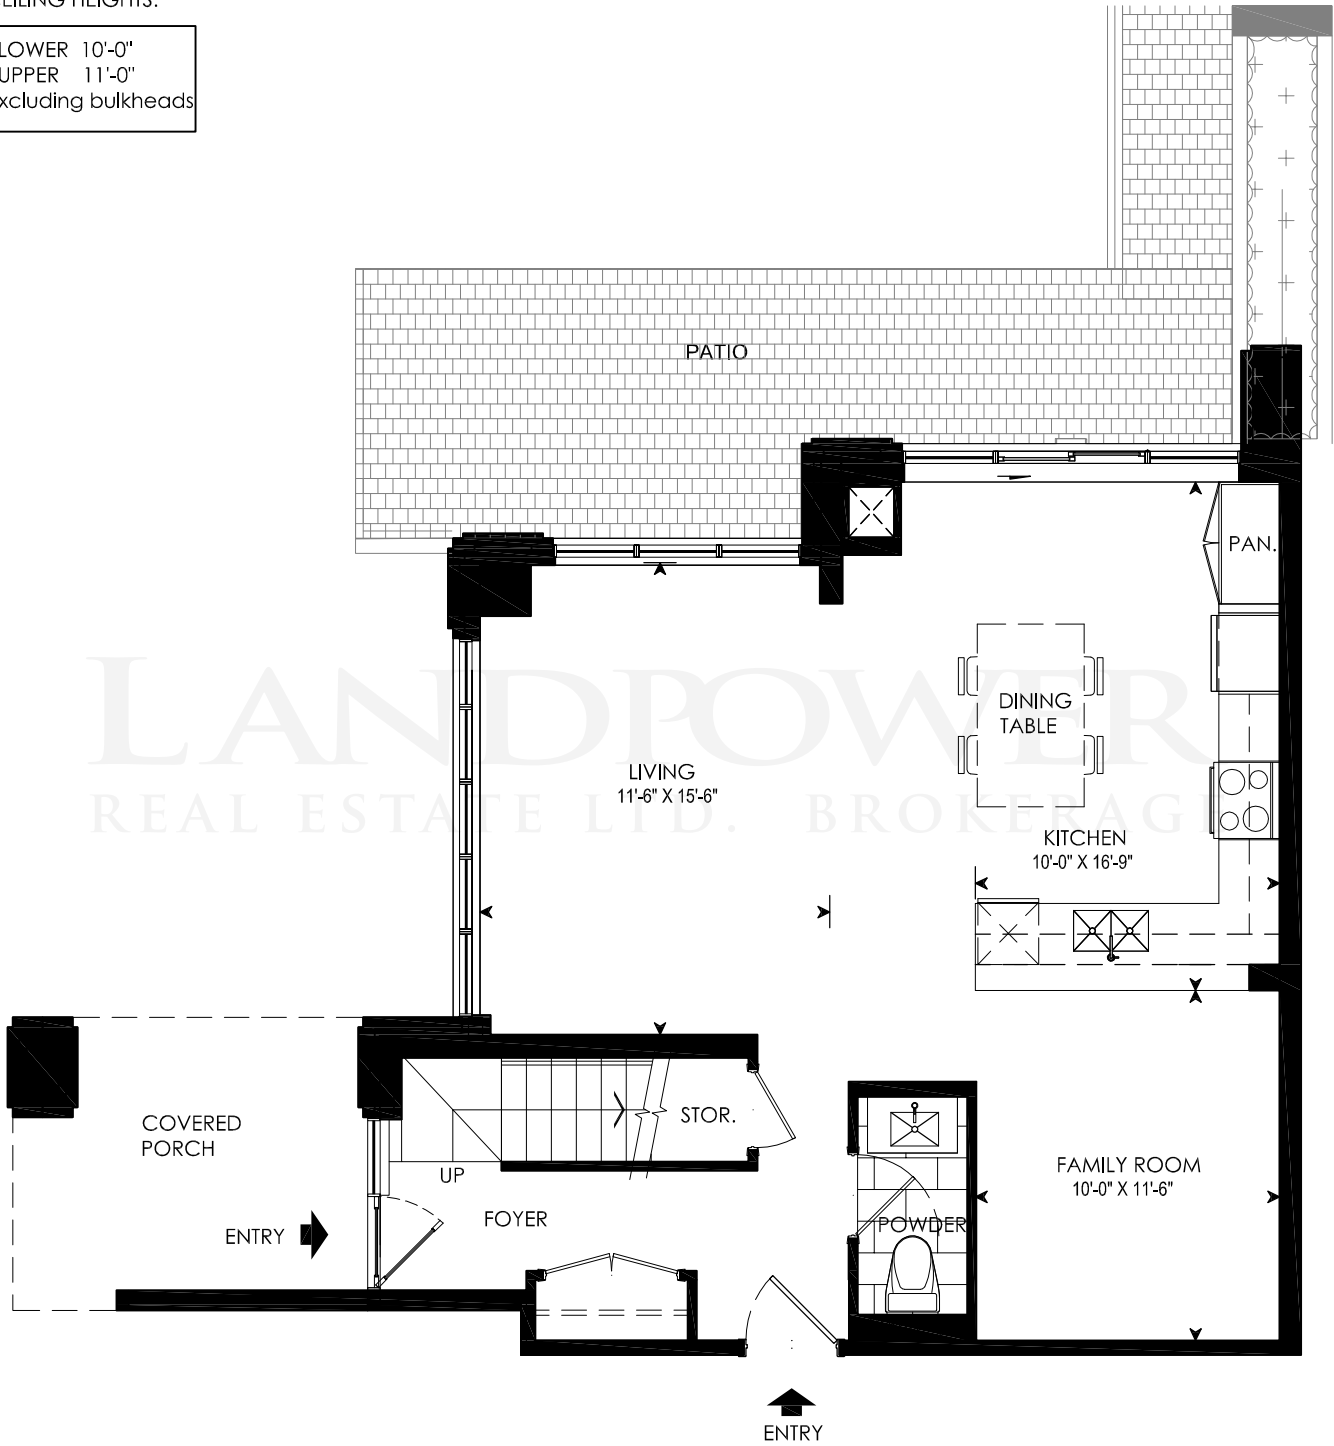 EILING HEIGHTS:
LOWER 10'-0"
UPPER 11'-0"
xcluding bulkheads
PATIO
PAN.
DINING
TABLE
LANDPOWER
REAL ESTATE LTD. BROKERAGE
LIVING
11'-6" X 15'-6"
KITCHEN
10'-0" X 16'-9"
COVERED
PORCH
STOR.
UP
FOYER
ENTRY
POWDER
FAMILY ROOM
10'-0" X 11'-6"
ENTRY